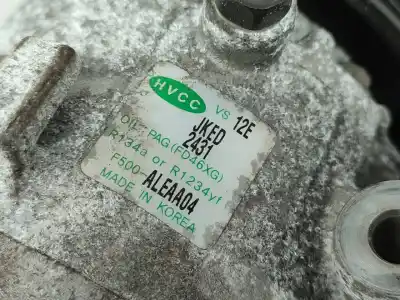 HVCC VS 12E
JKED
2431
OIL: PAG(FD46XG)
R134a or R1234yf
F500-ALEAA04
MADE IN KOREA